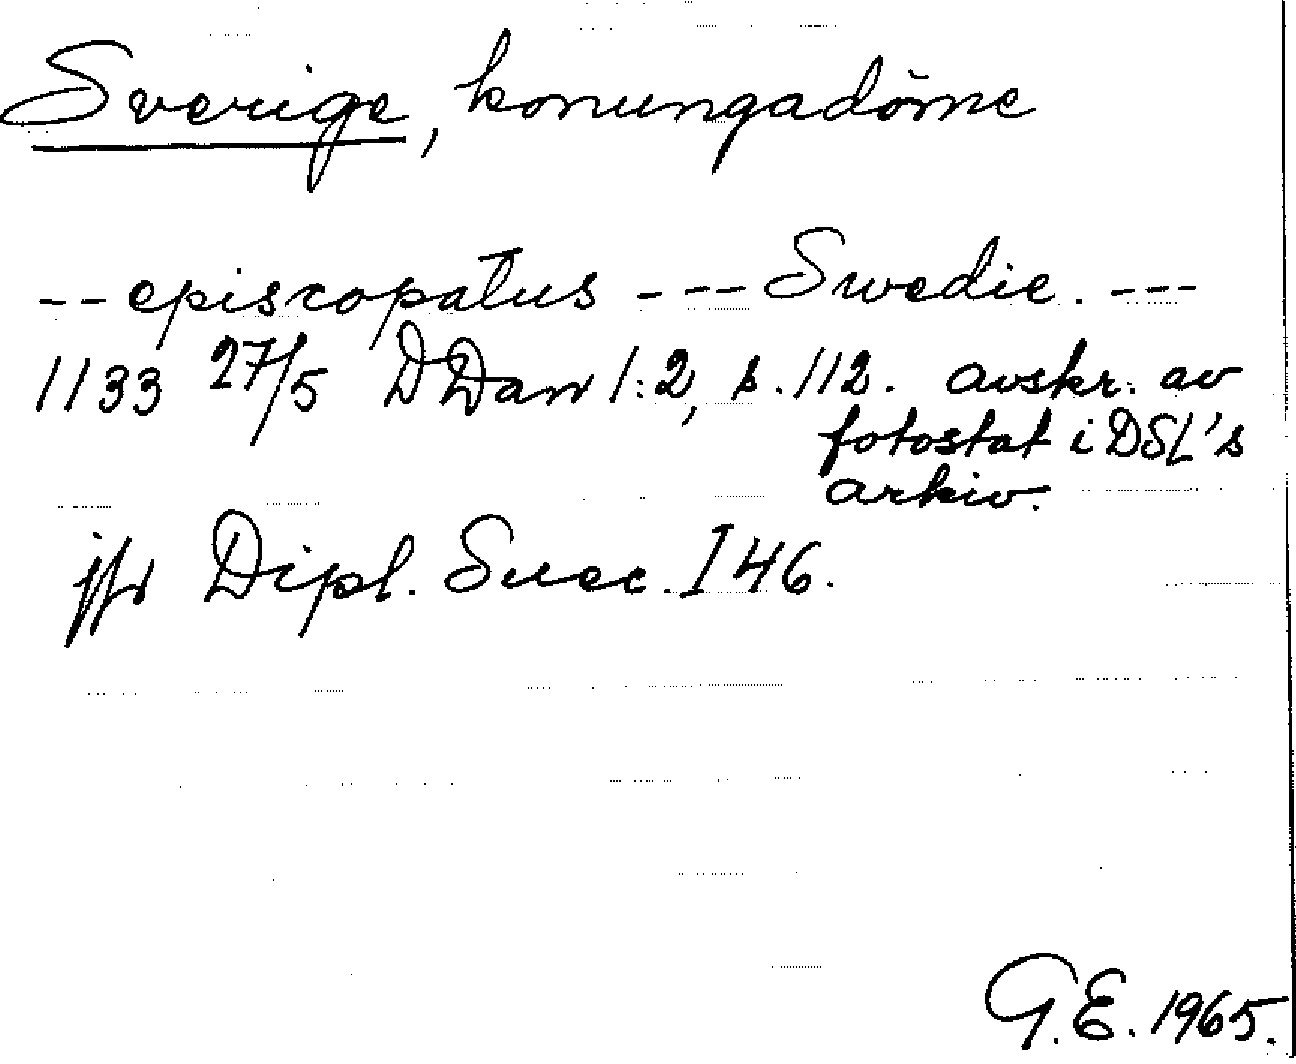 Sverige, konungadöme
-- episcopatus --- Swedie. ---
1133 27/5 DDan 1:2, s. 112. avskr. av
fotostat i DSL's
arkiv.
jfr Dipl. Suec. I 46.
G.E. 1965.